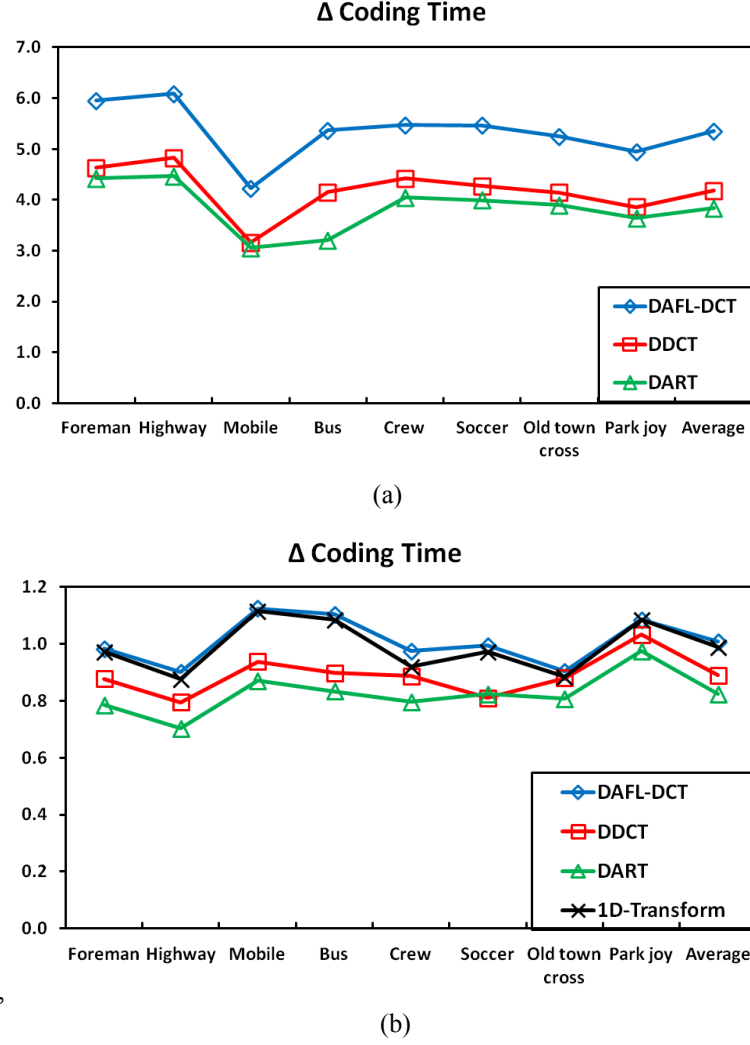 Δ Coding Time
7.0
6.0
5.0
4.0
3.0
2.0
1.0
0.0
DAFL-DCT
DDCT
DART
Foreman Highway Mobile Bus Crew Soccer Old town cross Park joy Average
(a)
Δ Coding Time
1.2
1.0
0.8
0.6
0.4
0.2
0.0
DAFL-DCT
DDCT
DART
1D-Transform
Foreman Highway Mobile Bus Crew Soccer Old town cross Park joy Average
,
(b)